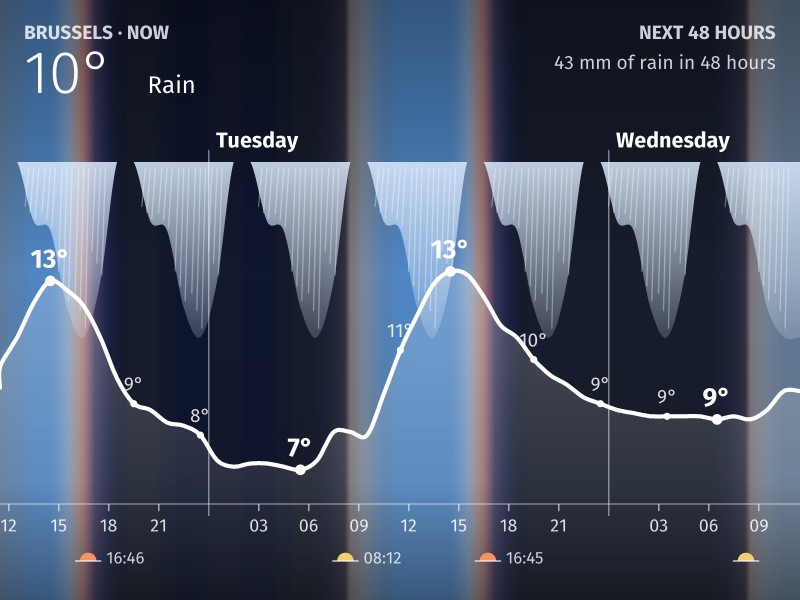 BRUSSELS · NOW
10°
Rain
NEXT 48 HOURS
43 mm of rain in 48 hours
Tuesday
Wednesday
13°
9°
8°
7°
11°
13°
10°
9°
9°
9°
12 15 18 21 03 06 09 12 15 18 21 03 06 09
16:46 08:12 16:45